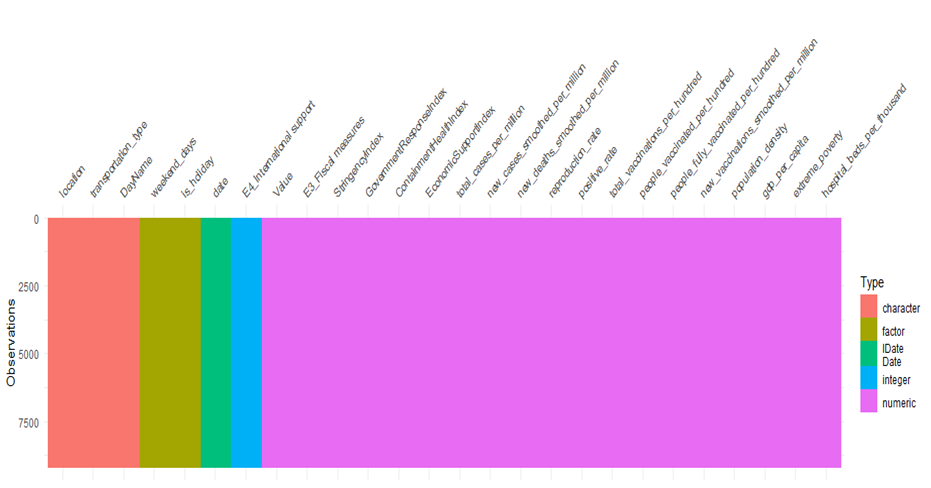 location
transportation_type
DayName
weekend_days
is_holiday
date
E4_International support
Value
E3_Fiscal measures
StringencyIndex
GovernmentResponseIndex
ContainmentHealthIndex
EconomicSupportIndex
total_cases_per_million
new_cases_smoothed_per_million
new_deaths_smoothed_per_million
reproduction_rate
positive_rate
total_vaccinations_per_hundred
people_vaccinated_per_hundred
people_fully_vaccinated_per_hundred
new_vaccinations_smoothed_per_million
population_density
gdp_per_capita
extreme_poverty
hospital_beds_per_thousand
0
2500
5000
7500
Observations
Type
character
factor
IDate
Date
integer
numeric